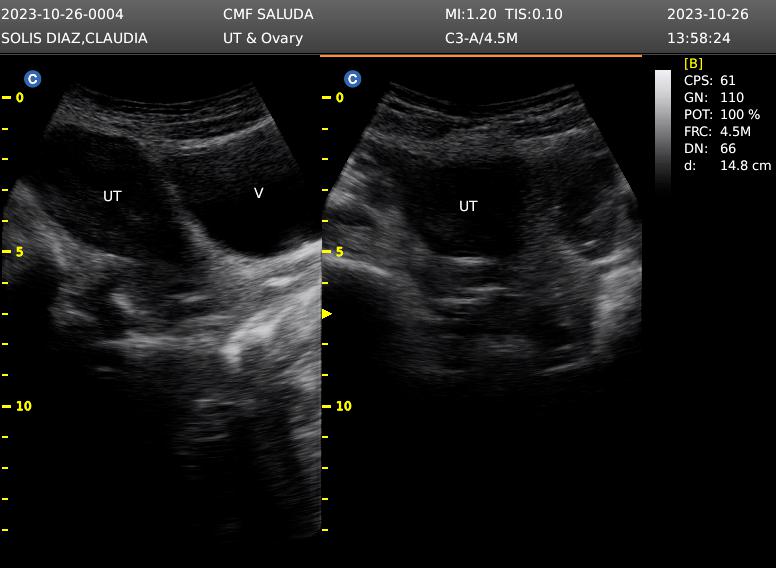 2023-10-26-0004 CMF SALUDA MI:1.20 TIS:0.10 2023-10-26
SOLIS DIAZ,CLAUDIA UT & Ovary C3-A/4.5M 13:58:24
[B]
CPS: 61
GN: 110
POT: 100 %
FRC: 4.5M
DN: 66
d: 14.8 cm
C
0
UT
V
5
10
C
0
UT
5
10